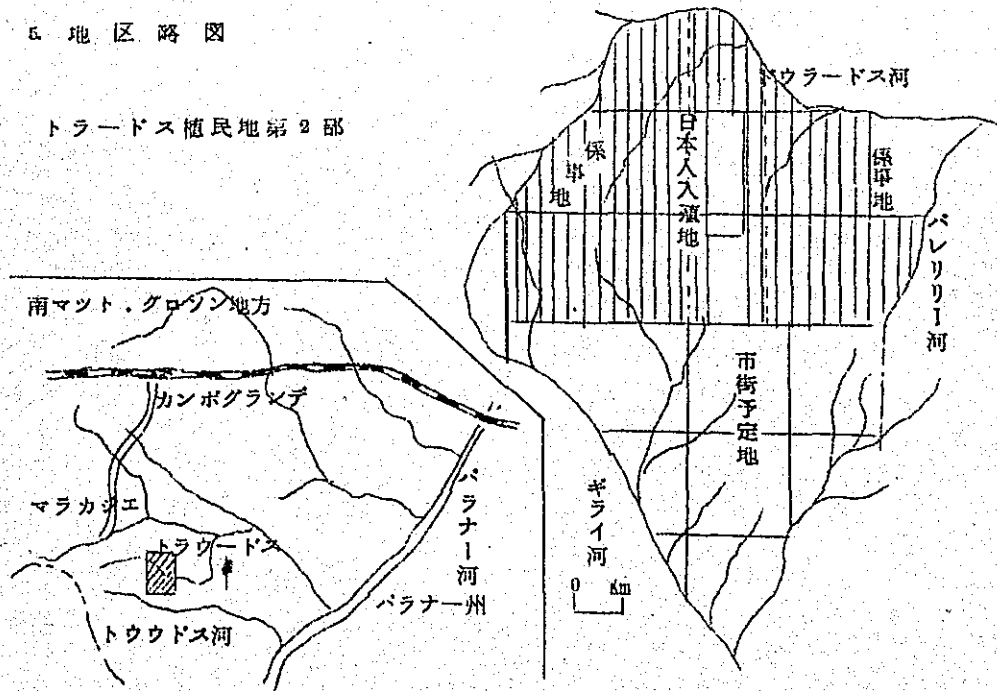 5. 地区略図
トラードス植民地第2部
ドウラードス河
日本人入植地
係争地
係争地
パレリリー河
市街予定地
ギライ河
0 Km
南マット・グロソン地方
カンポグランデ
マラカジエ
トラウードス
パラナー河
パラナー州
トウウドス河